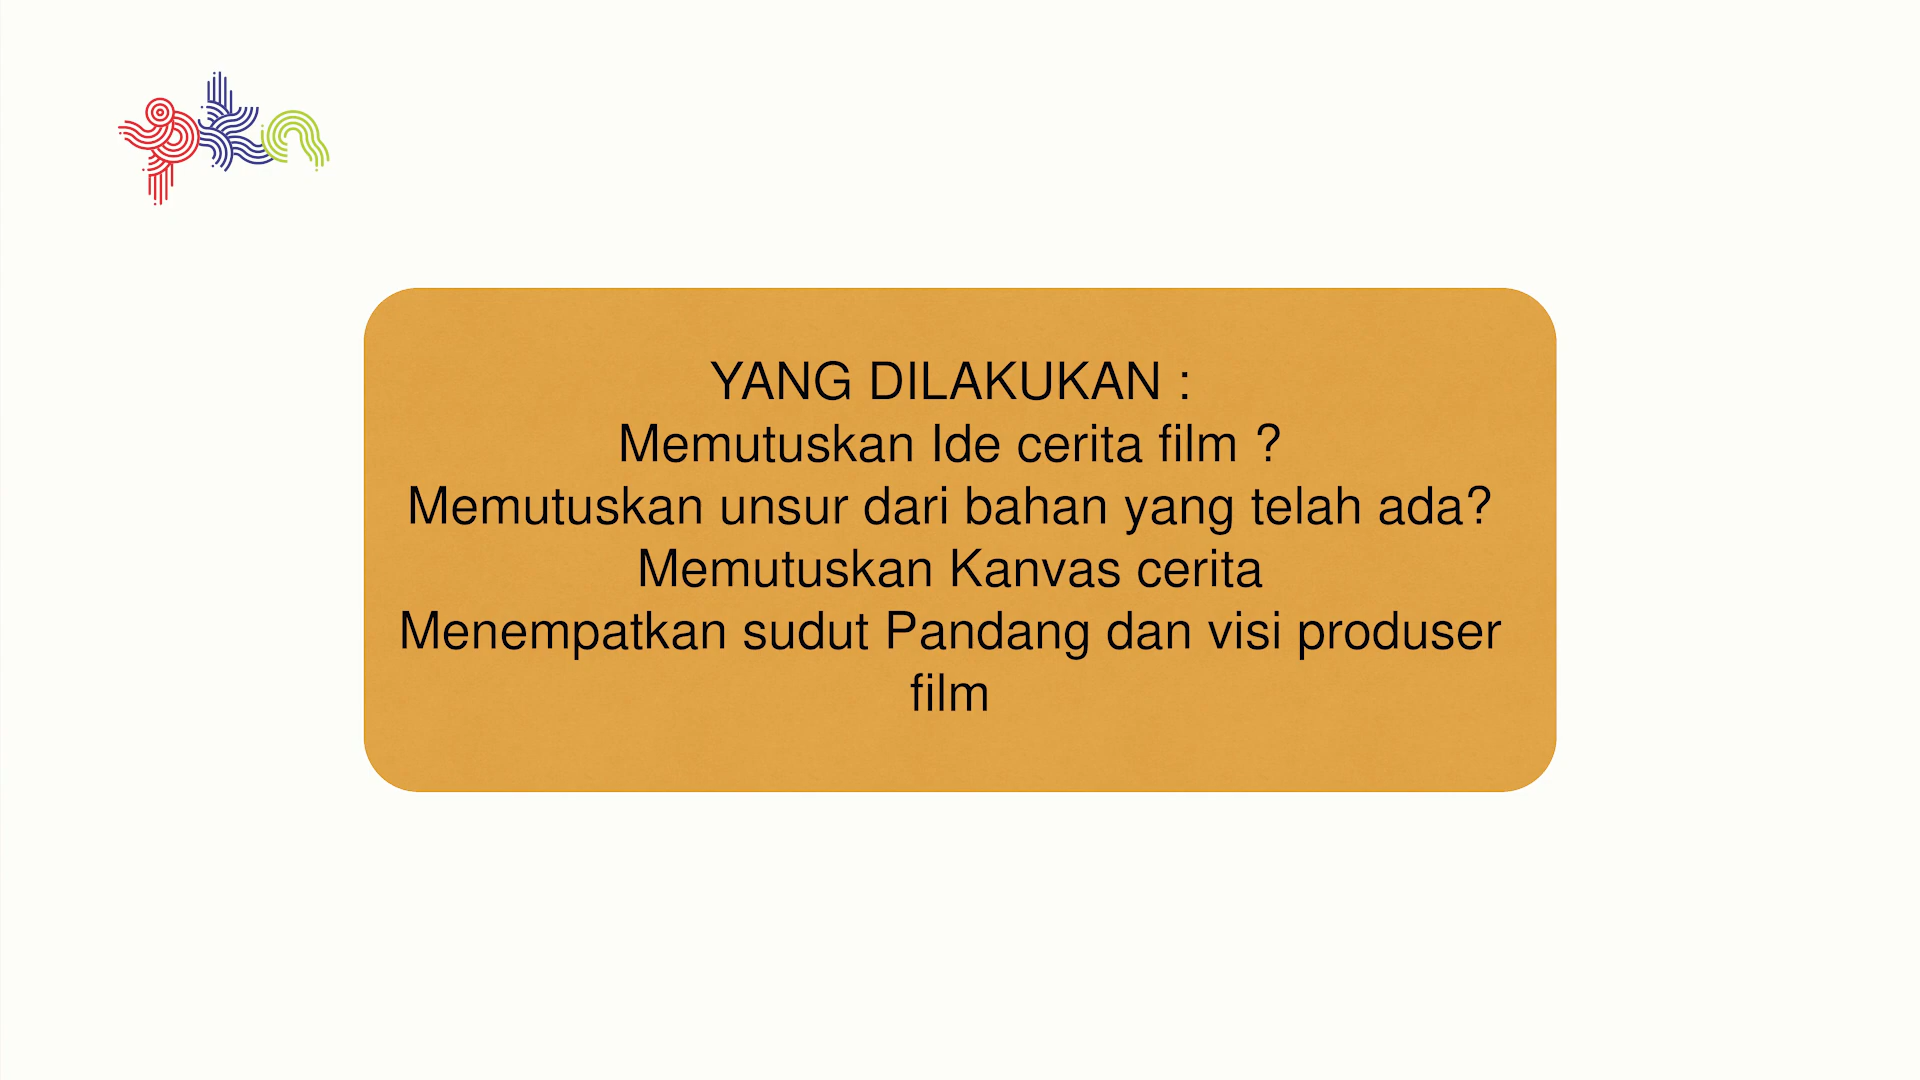 pkn
YANG DILAKUKAN :
Memutuskan Ide cerita film ?
Memutuskan unsur dari bahan yang telah ada?
Memutuskan Kanvas cerita
Menempatkan sudut Pandang dan visi produser
film